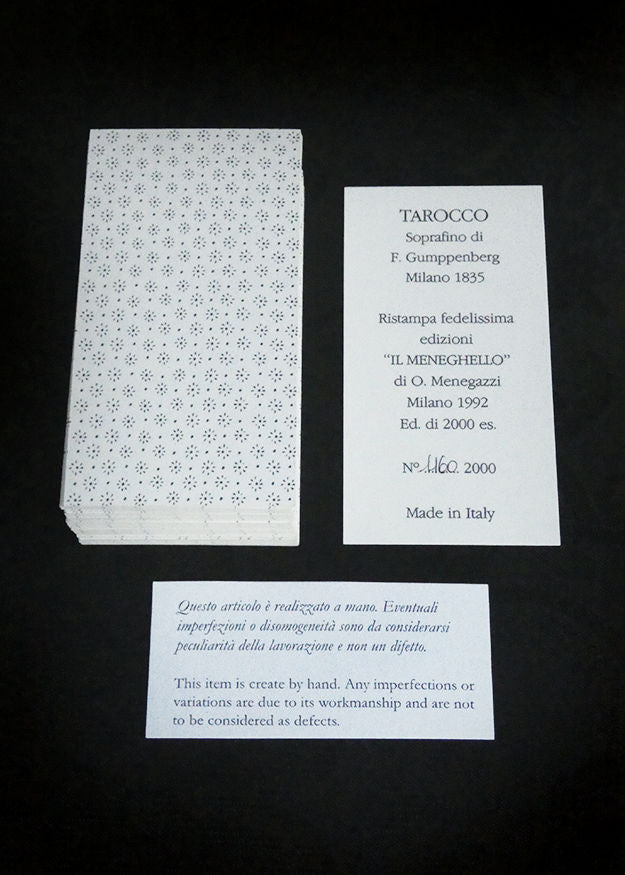 TAROCCO
Soprafino di
F. Gumppenberg
Milano 1835
Ristampa fedelissima
edizioni
“IL MENEGHELLO”
di O. Menegazzi
Milano 1992
Ed. di 2000 es.
Nº 1160 2000
Made in Italy
Questo articolo è realizzato a mano. Eventuali
imperfezioni o disomogeneità sono da considerarsi
peculiarità della lavorazione e non un difetto.
This item is create by hand. Any imperfections or
variations are due to its workmanship and are not
to be considered as defects.